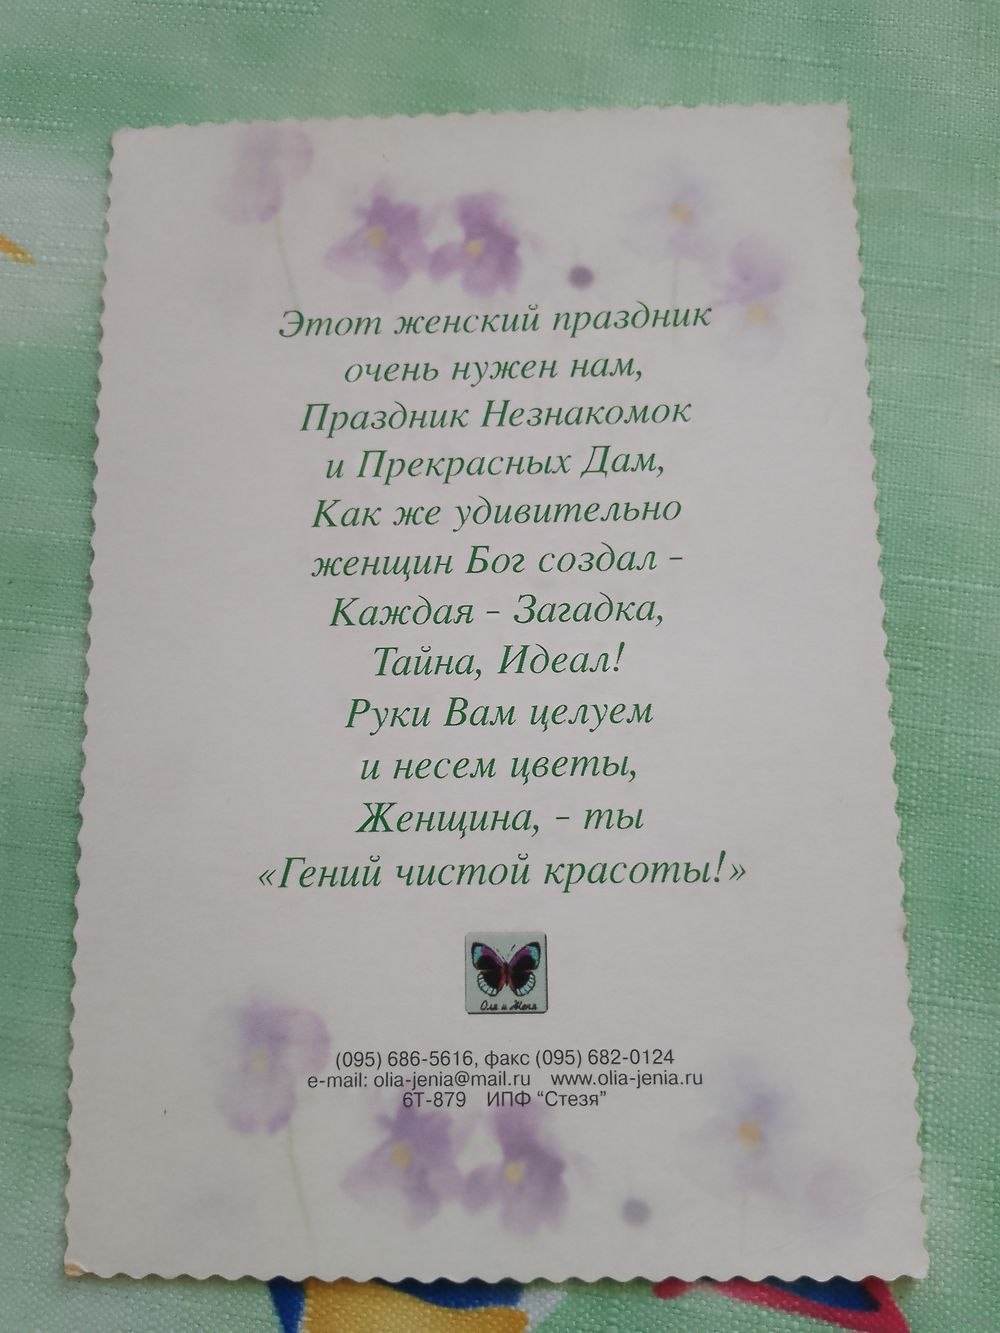 Этот женский праздник
очень нужен нам,
Праздник Незнакомок
и Прекрасных Дам,
Как же удивительно
женщин Бог создал -
Каждая - Загадка,
Тайна, Идеал!
Руки Вам целуем
и несем цветы,
Женщина, - ты
«Гений чистой красоты!»
Оля и Женя
(095) 686-5616, факс (095) 682-0124
e-mail: olia-jenia@mail.ru www.olia-jenia.ru
6Т-879 ИПФ “Стезя”